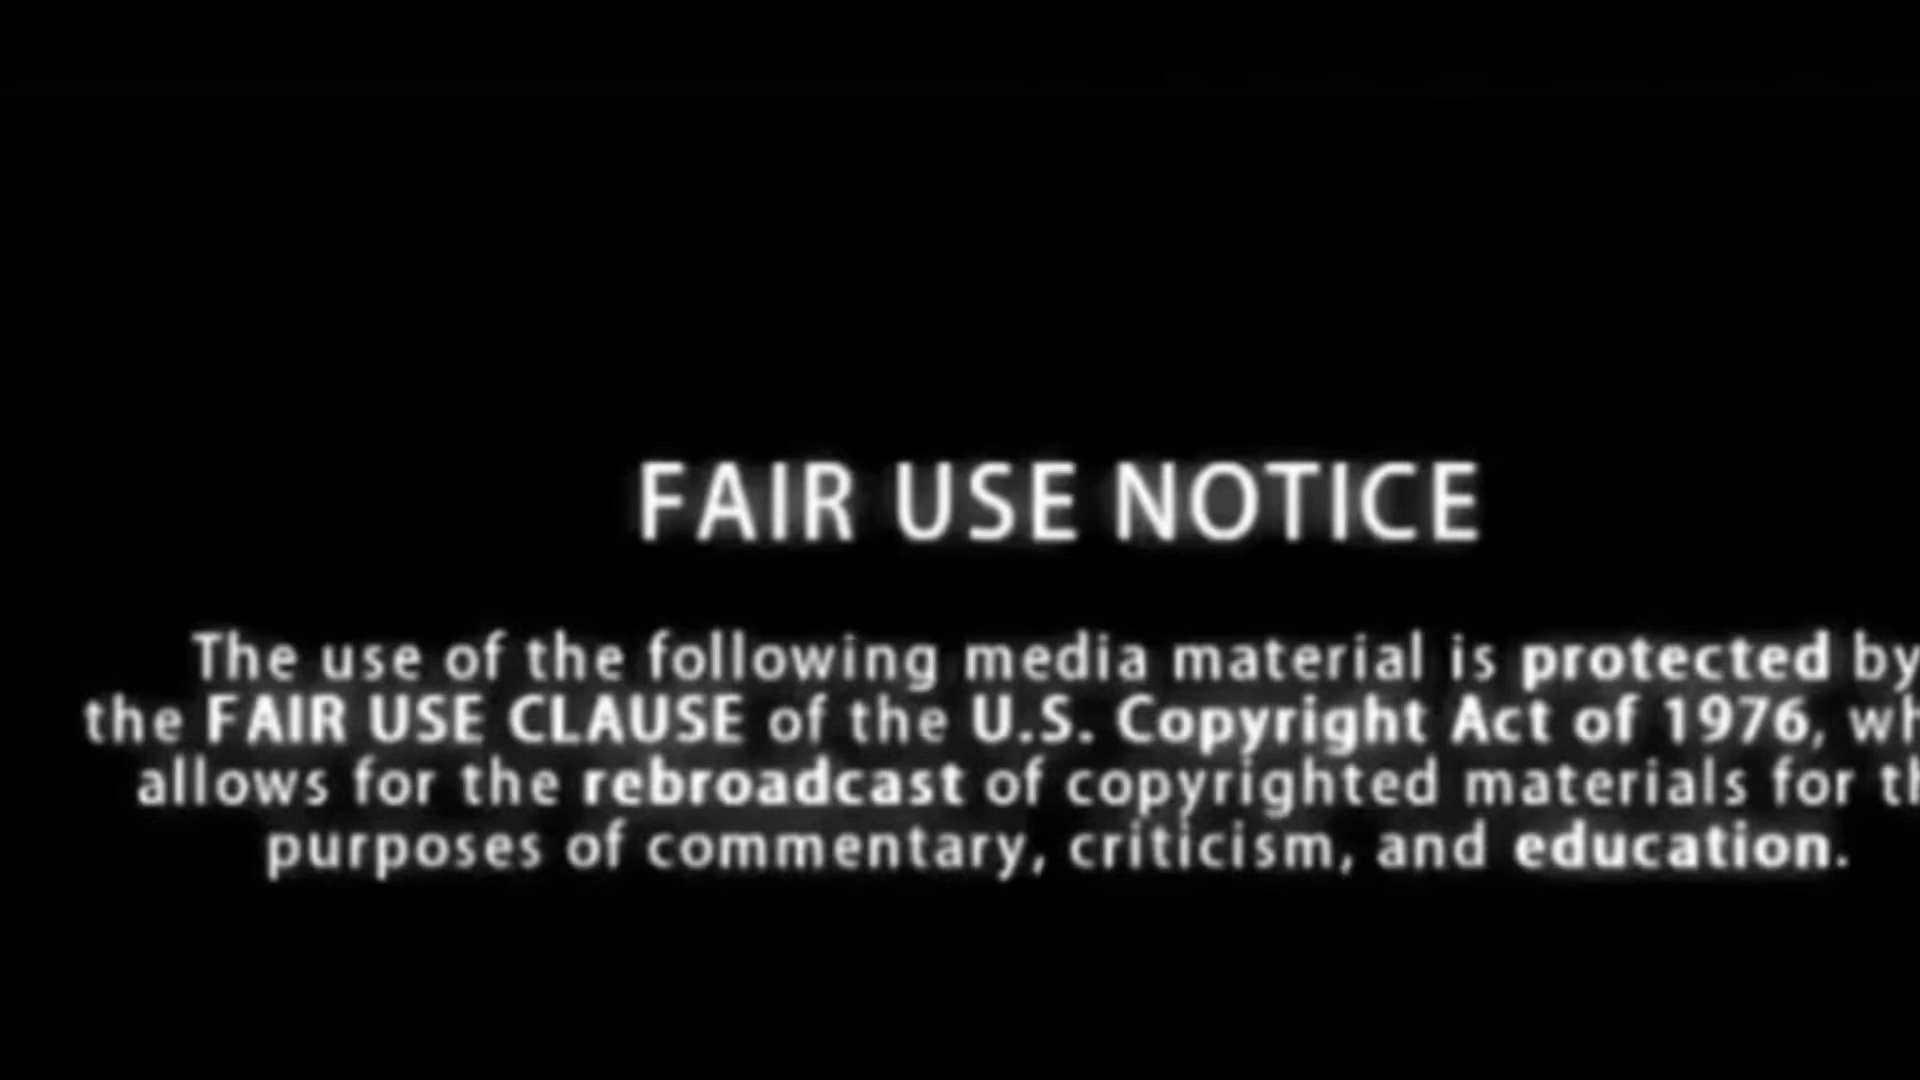 FAIR USE NOTICE
The use of the following media material is protected by
the FAIR USE CLAUSE of the U.S. Copyright Act of 1976,
allows for the rebroadcast of copyrighted materials for
purposes of commentary, criticism, and education.